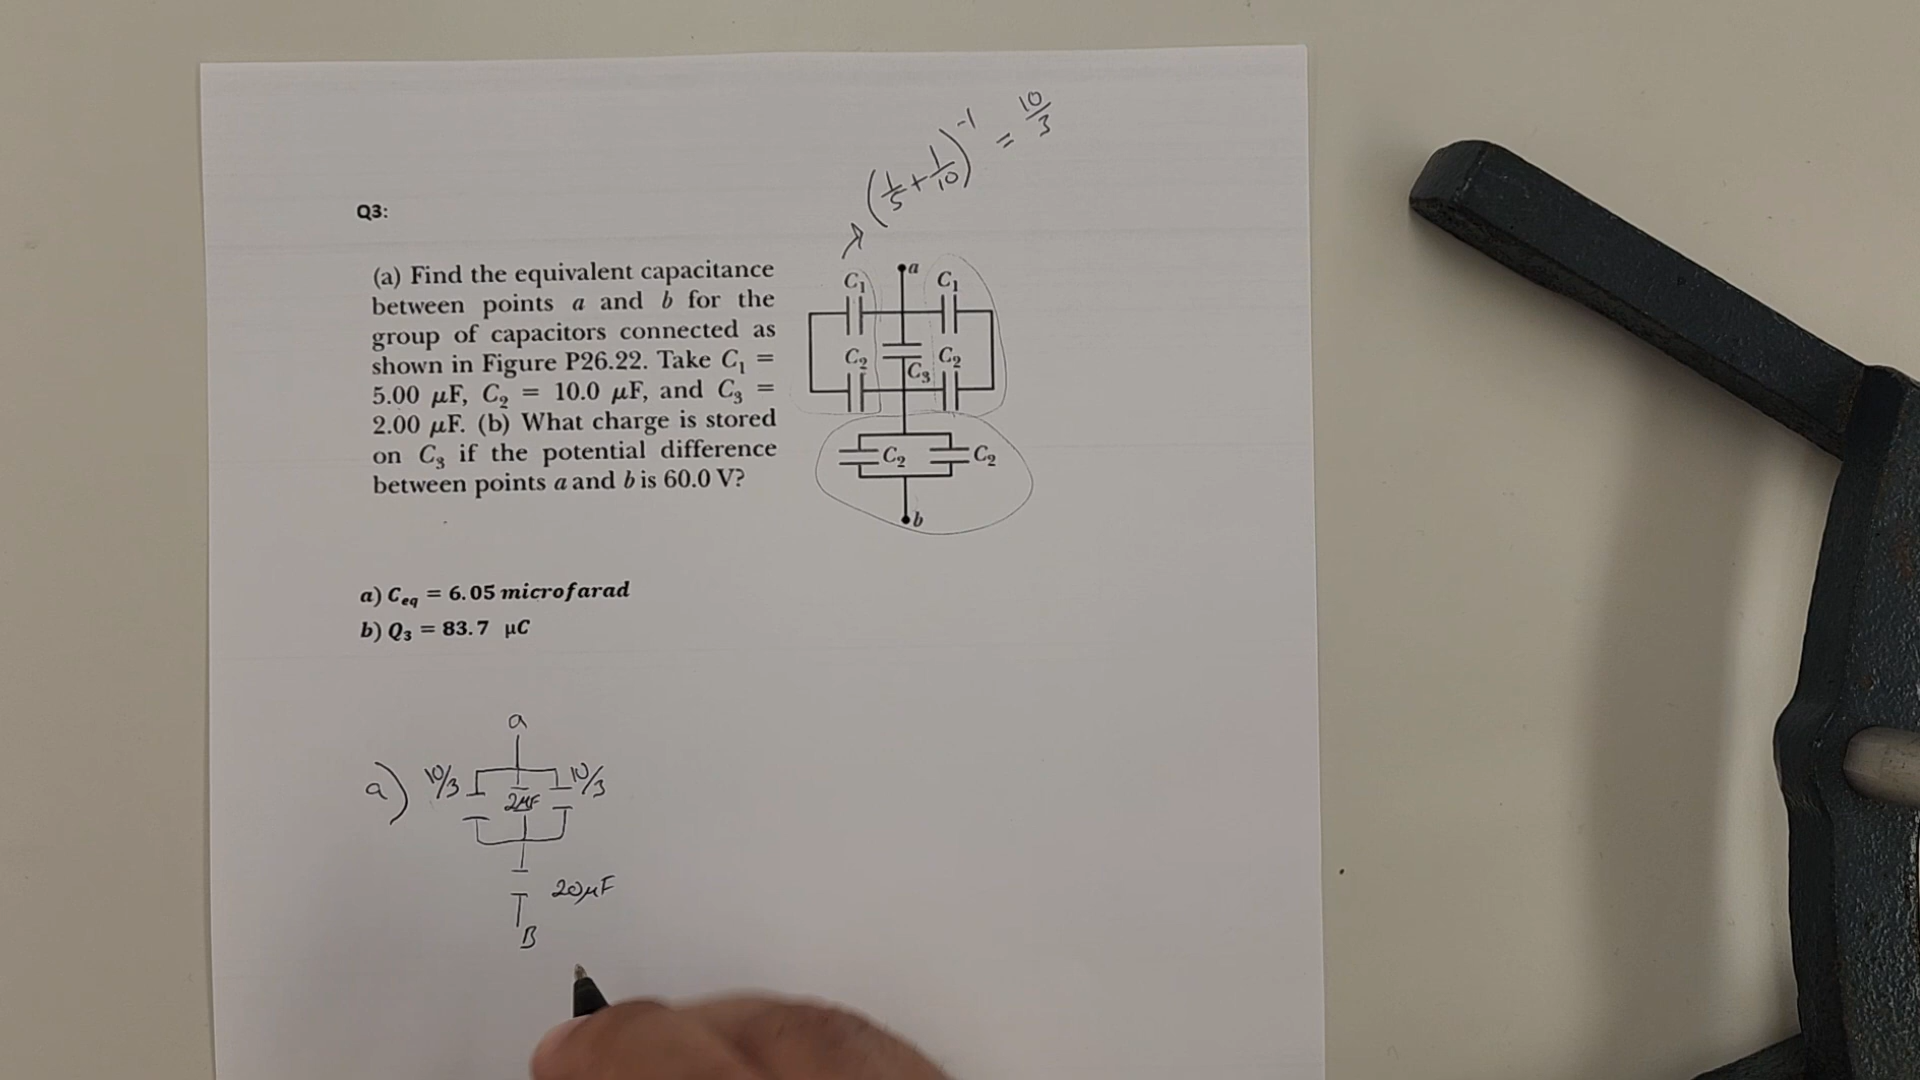 (1/5 + 1/10)^-1 = 10/3
Q3:
(a) Find the equivalent capacitance
between points a and b for the
group of capacitors connected as
shown in Figure P26.22. Take C₁ =
5.00 μF, C₂ = 10.0 μF, and C₃ =
2.00 μF. (b) What charge is stored
on C₃ if the potential difference
between points a and b is 60.0 V?
C₁ a C₁
C₂ C₃ C₂
C₂ C₂
b
a) Ceq = 6.05 microfarad
b) Q₃ = 83.7 μC
a
a) 10/3 2μF 10/3
20μF
B